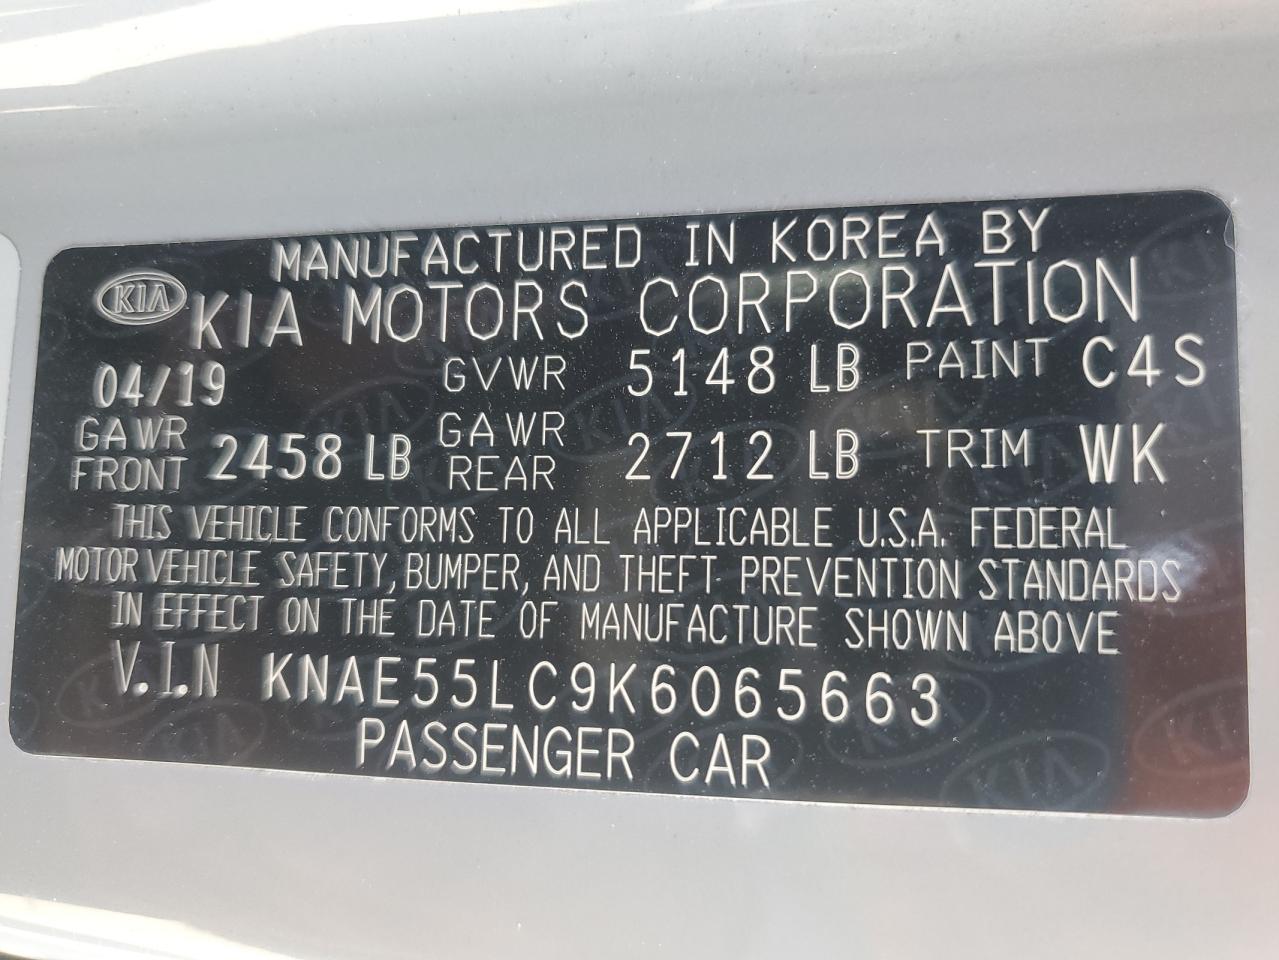 MANUFACTURED IN KOREA BY
KIA KIA MOTORS CORPORATION
04/19 GVWR 5148 LB PAINT C4S
GAWR FRONT 2458 LB GAWR REAR 2712 LB TRIM WK
THIS VEHICLE CONFORMS TO ALL APPLICABLE U.S.A. FEDERAL
MOTOR VEHICLE SAFETY, BUMPER, AND THEFT PREVENTION STANDARDS
IN EFFECT ON THE DATE OF MANUFACTURE SHOWN ABOVE
V.I.N KNAE55LC9K6065663
PASSENGER CAR